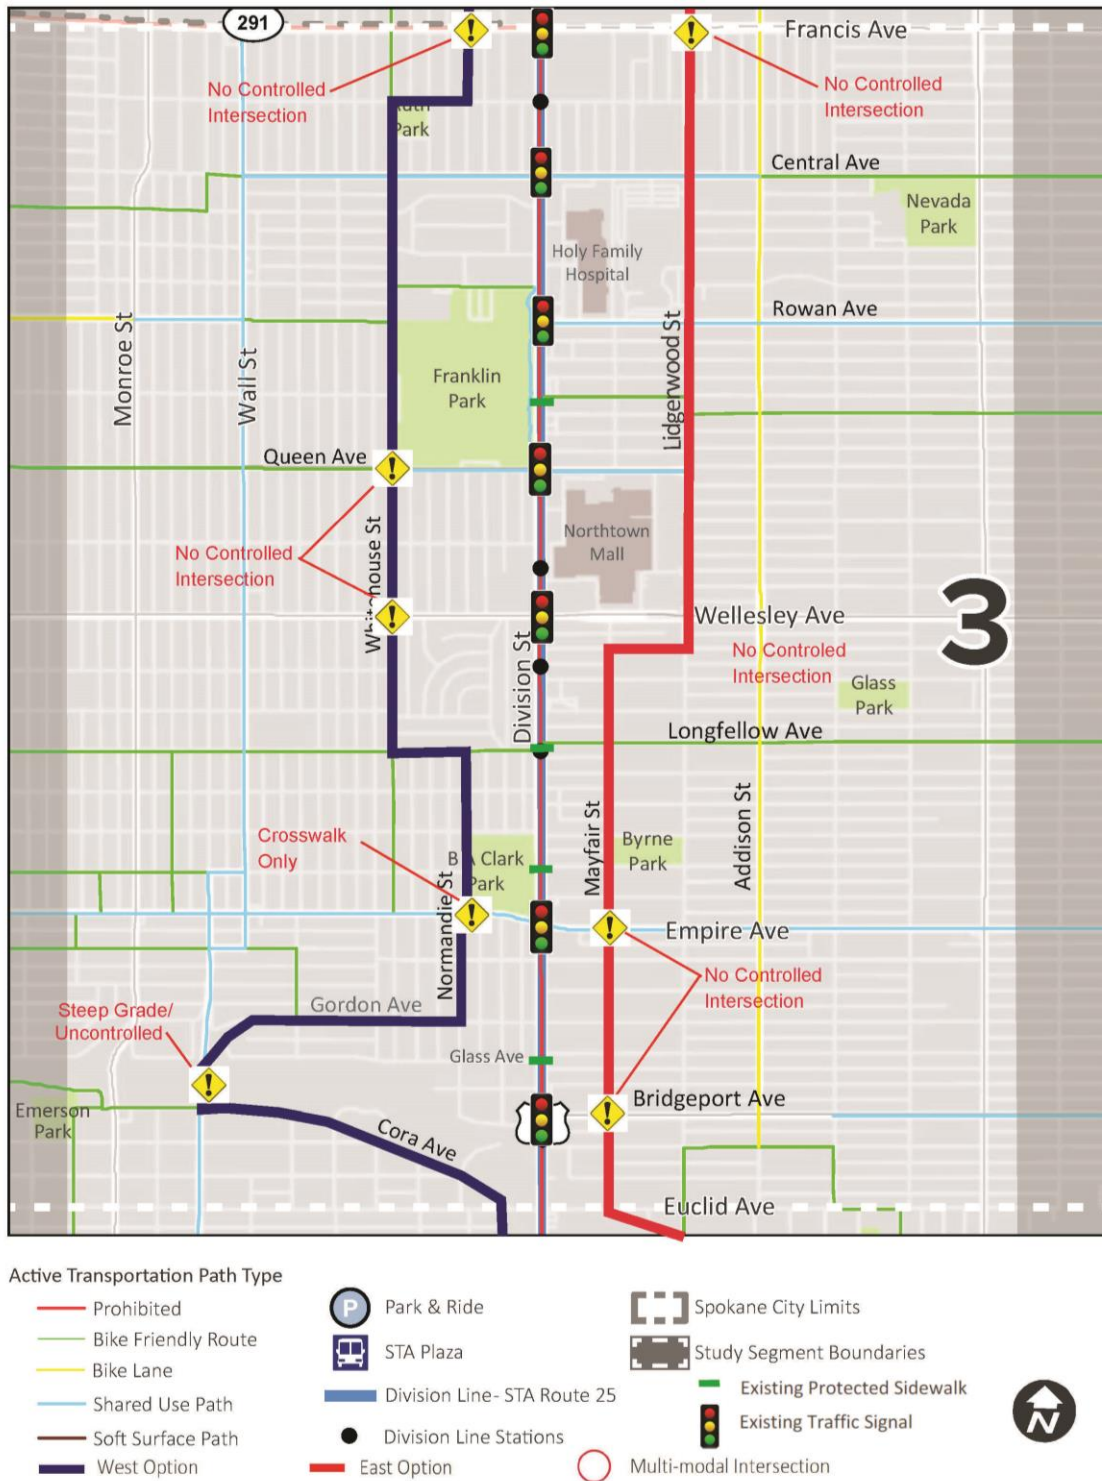 291
Francis Ave
No Controlled
Intersection
No Controlled
Intersection
Park
Central Ave
Nevada
Park
Holy Family
Hospital
Rowan Ave
Monroe St
Wall St
Lidgerwood St
Franklin
Park
Queen Ave
No Controlled
Intersection
Whitehouse St
Northtown
Mall
3
Wellesley Ave
No Controled
Intersection
Division St
Glass
Park
Longfellow Ave
Crosswalk
Only
B A Clark
Park
Mayfair St
Byrne
Park
Addison St
Normandie St
Empire Ave
No Controlled
Intersection
Steep Grade/
Uncontrolled
Gordon Ave
Glass Ave
Bridgeport Ave
Emerson
Park
Cora Ave
Euclid Ave
Active Transportation Path Type
Prohibited
Bike Friendly Route
Bike Lane
Shared Use Path
Soft Surface Path
West Option
P
Park & Ride
STA Plaza
Division Line- STA Route 25
Division Line Stations
East Option
Spokane City Limits
Study Segment Boundaries
Existing Protected Sidewalk
Existing Traffic Signal
Multi-modal Intersection
N